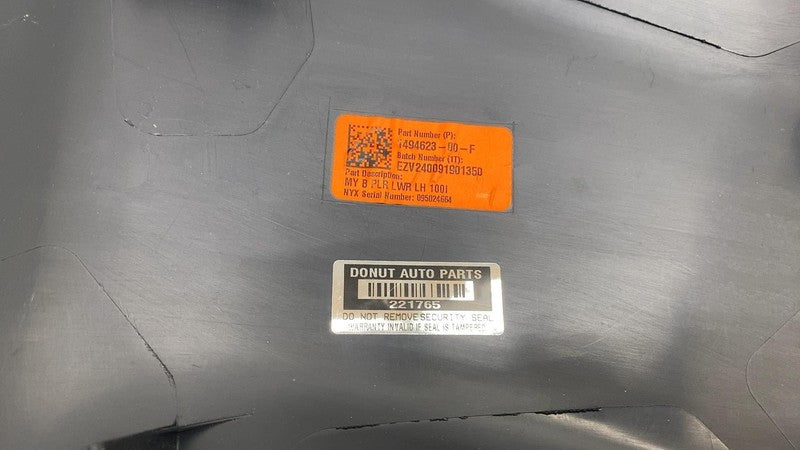 Part Number (P):
1494623-00-F
Batch Number (1T):
EZV240091901350
Part Description:
MY B PLR LWR LH 100i
NYX Serial Number: 095024664
DONUT AUTO PARTS
221765
DO NOT REMOVE SECURITY SEAL
WARRANTY INVALID IF SEAL IS TAMPERED